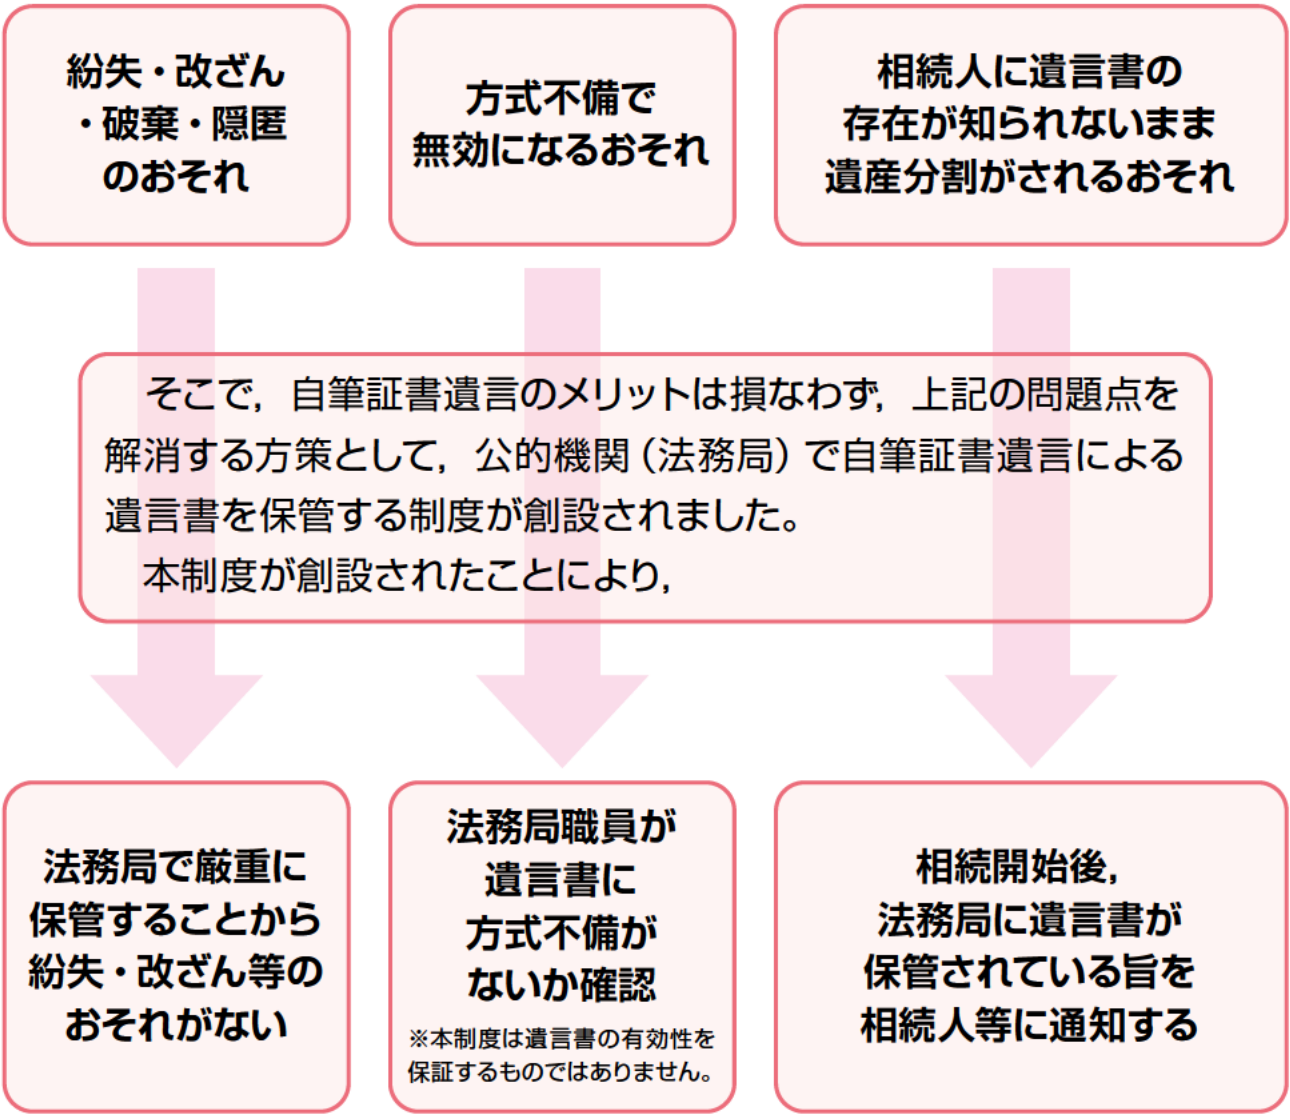 紛失・改ざん
・破棄・隠匿
のおそれ
方式不備で
無効になるおそれ
相続人に遺言書の
存在が知られないまま
遺産分割がされるおそれ
そこで，自筆証書遺言のメリットは損なわず，上記の問題点を
解消する方策として，公的機関（法務局）で自筆証書遺言による
遺言書を保管する制度が創設されました。
本制度が創設されたことにより，
法務局で厳重に
保管することから
紛失・改ざん等の
おそれがない
法務局職員が
遺言書に
方式不備が
ないか確認
※本制度は遺言書の有効性を
保証するものではありません。
相続開始後，
法務局に遺言書が
保管されている旨を
相続人等に通知する